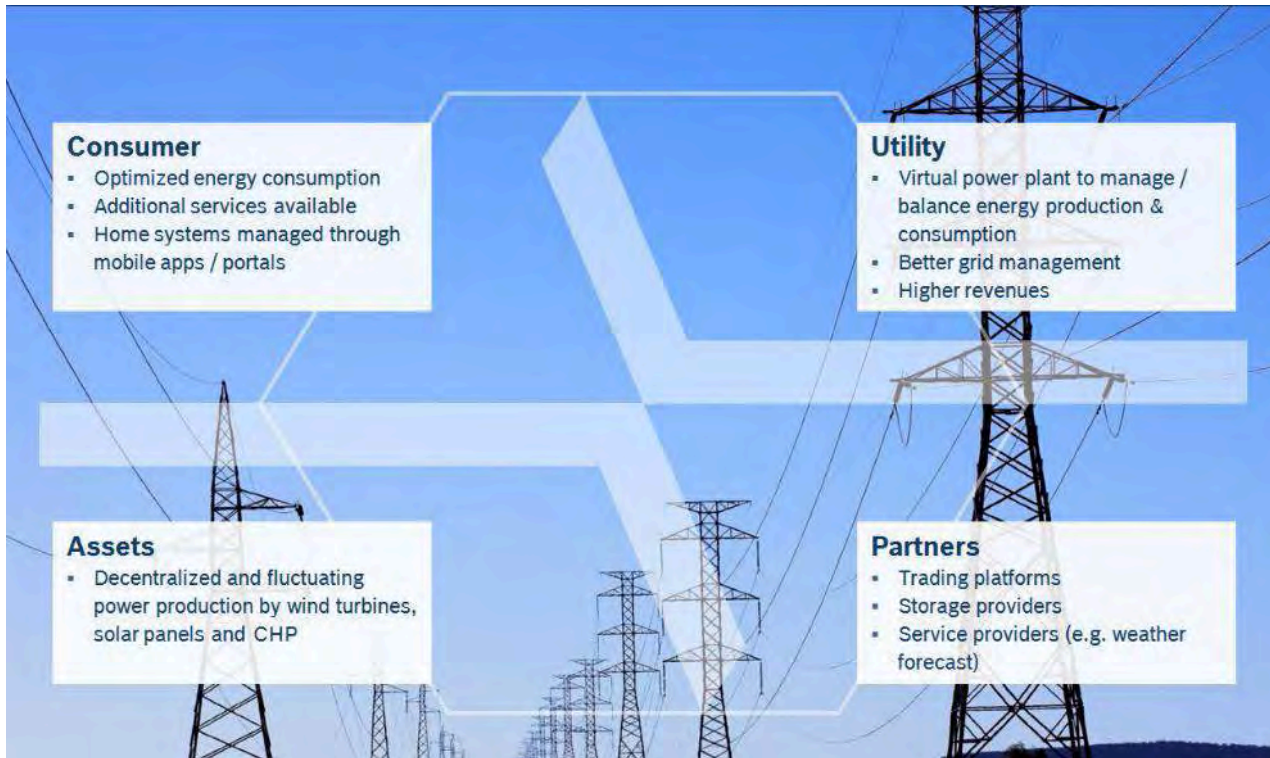 Consumer
▪ Optimized energy consumption
▪ Additional services available
▪ Home systems managed through
mobile apps / portals
Utility
▪ Virtual power plant to manage /
balance energy production &
consumption
▪ Better grid management
▪ Higher revenues
Assets
▪ Decentralized and fluctuating
power production by wind turbines,
solar panels and CHP
Partners
▪ Trading platforms
▪ Storage providers
▪ Service providers (e.g. weather
forecast)